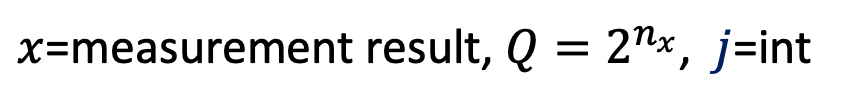 x=measurement result, Q = 2^{n_x}, j=int